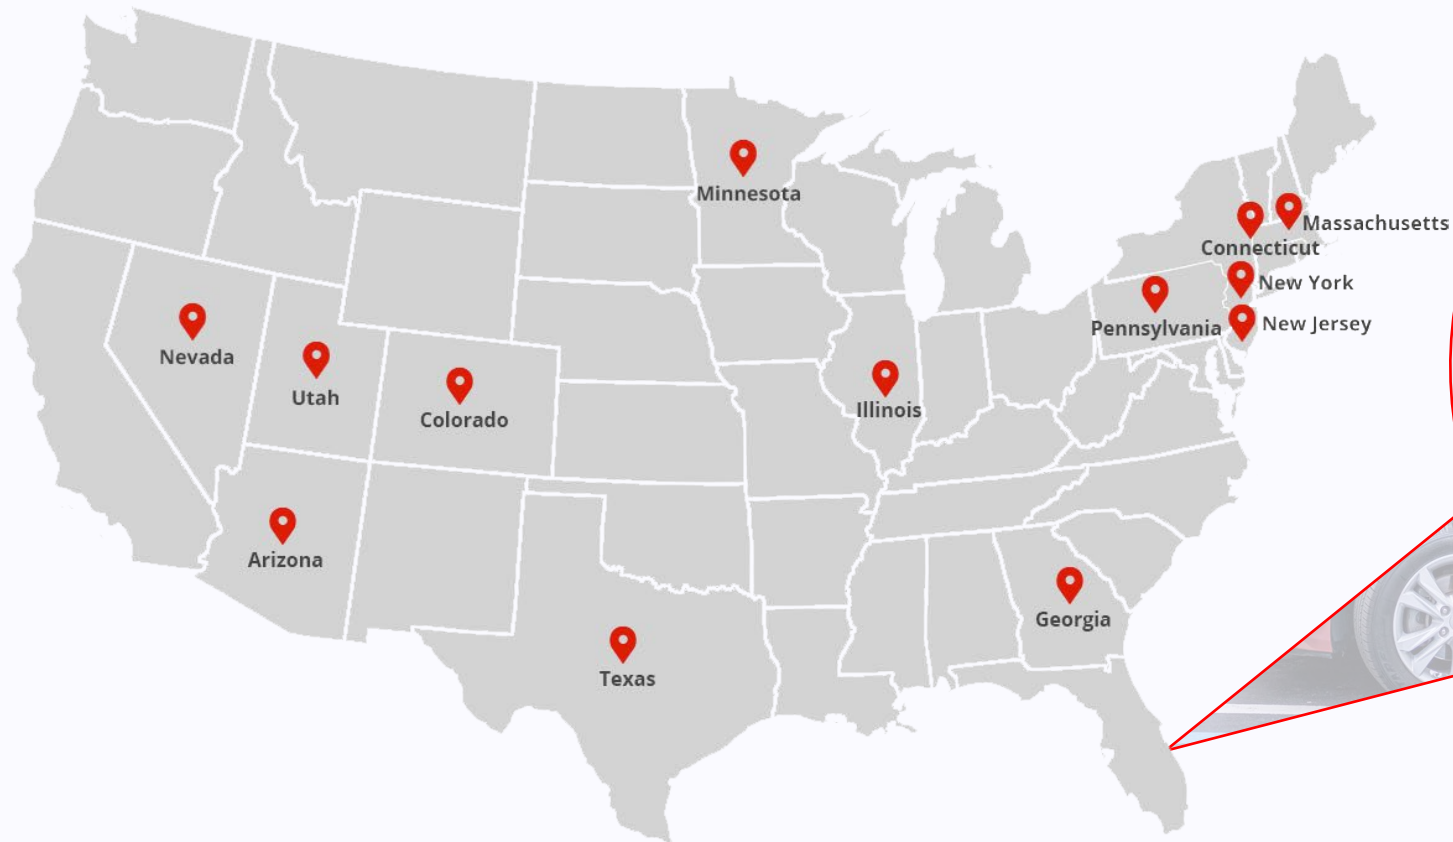 Minnesota
Massachusetts
Connecticut
New York
Pennsylvania
New Jersey
Nevada
Utah
Colorado
Illinois
Arizona
Georgia
Texas